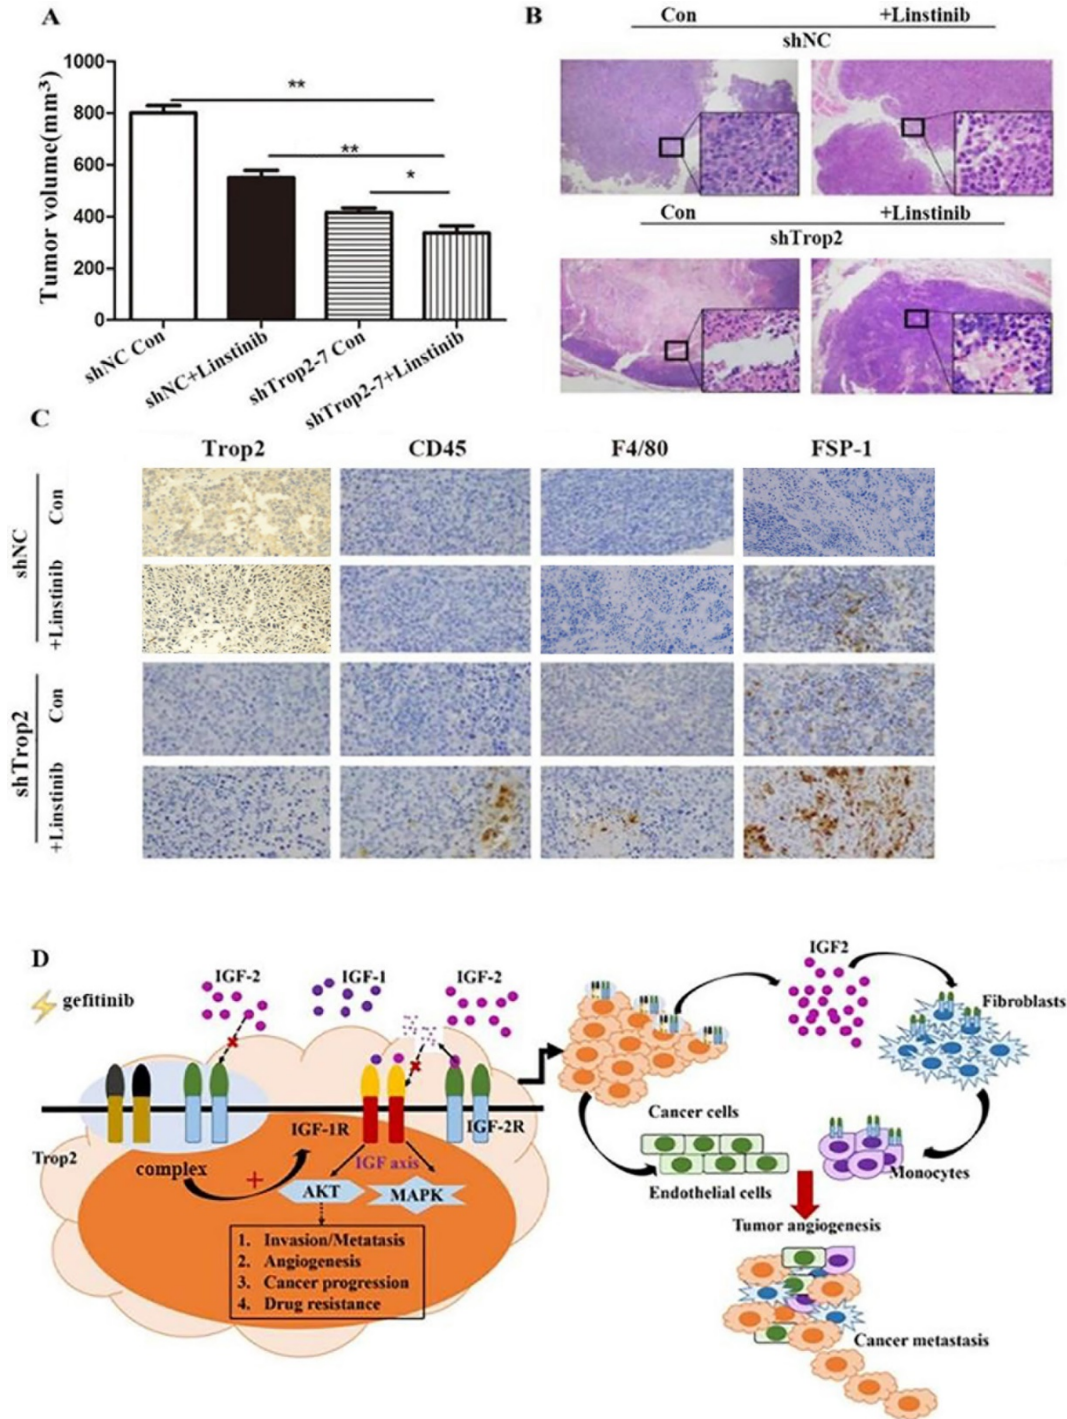 A
Tumor volume(mm³)
1000
800
600
400
200
0
**
**
*
shNC Con
shNC+Linstinib
shTrop2-7 Con
shTrop2-7+Linstinib
B
Con +Linstinib
shNC
Con +Linstinib
shTrop2
C
Trop2 CD45 F4/80 FSP-1
shNC
Con
+Linstinib
shTrop2
Con
+Linstinib
D
gefitinib
IGF-2 IGF-1 IGF-2
Trop2
complex
+
IGF-1R
IGF-2R
IGF axis
AKT MAPK
1. Invasion/Metatasis
2. Angiogenesis
3. Cancer progression
4. Drug resistance
IGF2
Fibroblasts
Cancer cells
Endothelial cells
Monocytes
Tumor angiogenesis
Cancer metastasis